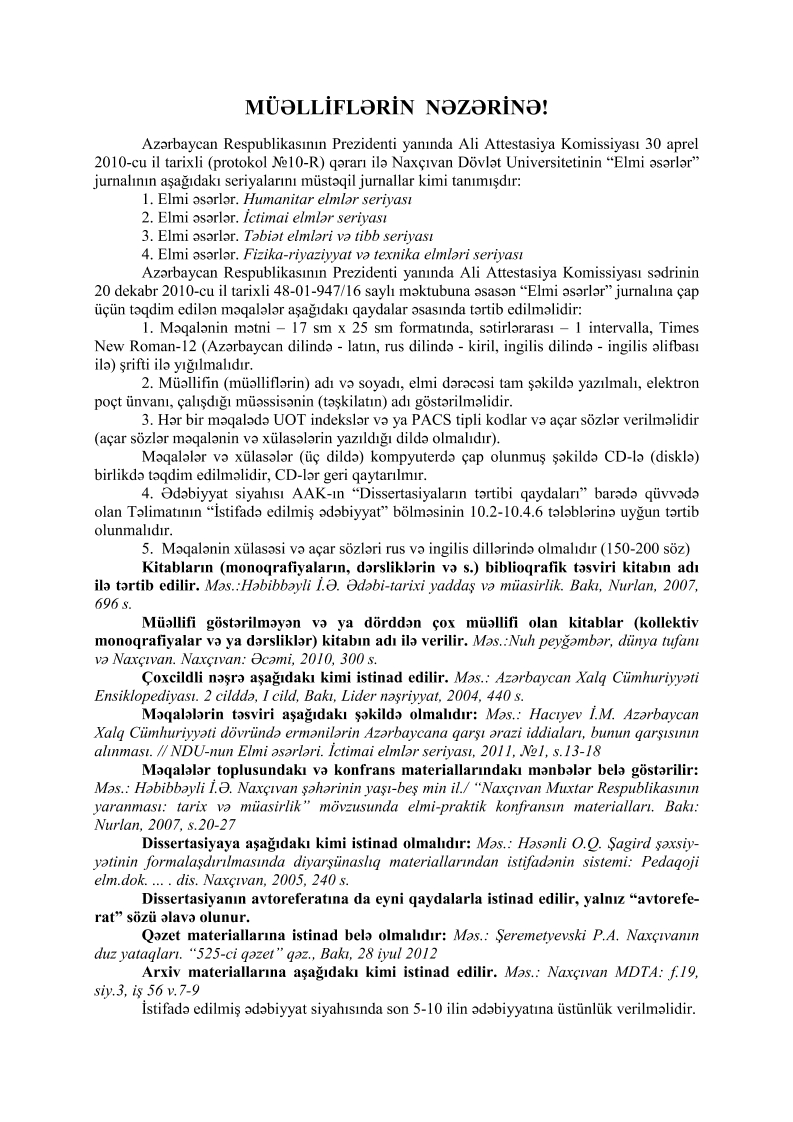 MÜƏLLİFLƏRİN NƏZƏRİNƏ!
Azərbaycan Respublikasının Prezidenti yanında Ali Attestasiya Komissiyası 30 aprel
2010-cu il tarixli (protokol №10-R) qərarı ilə Naxçıvan Dövlət Universitetinin “Elmi əsərlər”
jurnalının aşağıdakı seriyalarını müstəqil jurnallar kimi tanımışdır:
1. Elmi əsərlər. Humanitar elmlər seriyası
2. Elmi əsərlər. İctimai elmlər seriyası
3. Elmi əsərlər. Təbiət elmləri və tibb seriyası
4. Elmi əsərlər. Fizika-riyaziyyat və texnika elmləri seriyası
Azərbaycan Respublikasının Prezidenti yanında Ali Attestasiya Komissiyası sədrinin
20 dekabr 2010-cu il tarixli 48-01-947/16 saylı məktubuna əsasən “Elmi əsərlər” jurnalına çap
üçün təqdim edilən məqalələr aşağıdakı qaydalar əsasında tərtib edilməlidir:
1. Məqalənin mətni – 17 sm x 25 sm formatında, sətirlərarası – 1 intervalla, Times
New Roman-12 (Azərbaycan dilində - latın, rus dilində - kiril, ingilis dilində - ingilis əlifbası
ilə) şrifti ilə yığılmalıdır.
2. Müəllifin (müəlliflərin) adı və soyadı, elmi dərəcəsi tam şəkildə yazılmalı, elektron
poçt ünvanı, çalışdığı müəssisənin (təşkilatın) adı göstərilməlidir.
3. Hər bir məqalədə UOT indekslər və ya PACS tipli kodlar və açar sözlər verilməlidir
(açar sözlər məqalənin və xülasələrin yazıldığı dildə olmalıdır).
Məqalələr və xülasələr (üç dildə) kompyuterdə çap olunmuş şəkildə CD-lə (disklə)
birlikdə təqdim edilməlidir, CD-lər geri qaytarılmır.
4. Ədəbiyyat siyahısı AAK-ın “Dissertasiyaların tərtibi qaydaları” barədə qüvvədə
olan Təlimatının “İstifadə edilmiş ədəbiyyat” bölməsinin 10.2-10.4.6 tələblərinə uyğun tərtib
olunmalıdır.
5.  Məqalənin xülasəsi və açar sözləri rus və ingilis dillərində olmalıdır (150-200 söz)
Kitabların (monoqrafiyaların, dərsliklərin və s.) biblioqrafik təsviri kitabın adı
ilə tərtib edilir. Məs.:Həbibbəyli İ.Ə. Ədəbi-tarixi yaddaş və müasirlik. Bakı, Nurlan, 2007,
696 s.
Müəllifi göstərilməyən və ya dörddən çox müəllifi olan kitablar (kollektiv
monoqrafiyalar və ya dərsliklər) kitabın adı ilə verilir. Məs.:Nuh peyğəmbər, dünya tufanı
və Naxçıvan. Naxçıvan: Əcəmi, 2010, 300 s.
Çoxcildli nəşrə aşağıdakı kimi istinad edilir. Məs.: Azərbaycan Xalq Cümhuriyyəti
Ensiklopediyası. 2 cilddə, I cild, Bakı, Lider nəşriyyat, 2004, 440 s.
Məqalələrin təsviri aşağıdakı şəkildə olmalıdır: Məs.: Hacıyev İ.M. Azərbaycan
Xalq Cümhuriyyəti dövründə ermənilərin Azərbaycana qarşı ərazi iddiaları, bunun qarşısının
alınması. // NDU-nun Elmi əsərləri. İctimai elmlər seriyası, 2011, №1, s.13-18
Məqalələr toplusundakı və konfrans materiallarındakı mənbələr belə göstərilir:
Məs.: Həbibbəyli İ.Ə. Naxçıvan şəhərinin yaşı-beş min il./ “Naxçıvan Muxtar Respublikasının
yaranması: tarix və müasirlik” mövzusunda elmi-praktik konfransın materialları. Bakı:
Nurlan, 2007, s.20-27
Dissertasiyaya aşağıdakı kimi istinad olmalıdır: Məs.: Həsənli O.Q. Şagird şəxsiy-
yətinin formalaşdırılmasında diyarşünaslıq materiallarından istifadənin sistemi: Pedaqoji
elm.dok. ... . dis. Naxçıvan, 2005, 240 s.
Dissertasiyanın avtoreferatına da eyni qaydalarla istinad edilir, yalnız “avtorefe-
rat” sözü əlavə olunur.
Qəzet materiallarına istinad belə olmalıdır: Məs.: Şeremetyevski P.A. Naxçıvanın
duz yataqları. “525-ci qəzet” qəz., Bakı, 28 iyul 2012
Arxiv materiallarına aşağıdakı kimi istinad edilir. Məs.: Naxçıvan MDTA: f.19,
siy.3, iş 56 v.7-9
İstifadə edilmiş ədəbiyyat siyahısında son 5-10 ilin ədəbiyyatına üstünlük verilməlidir.